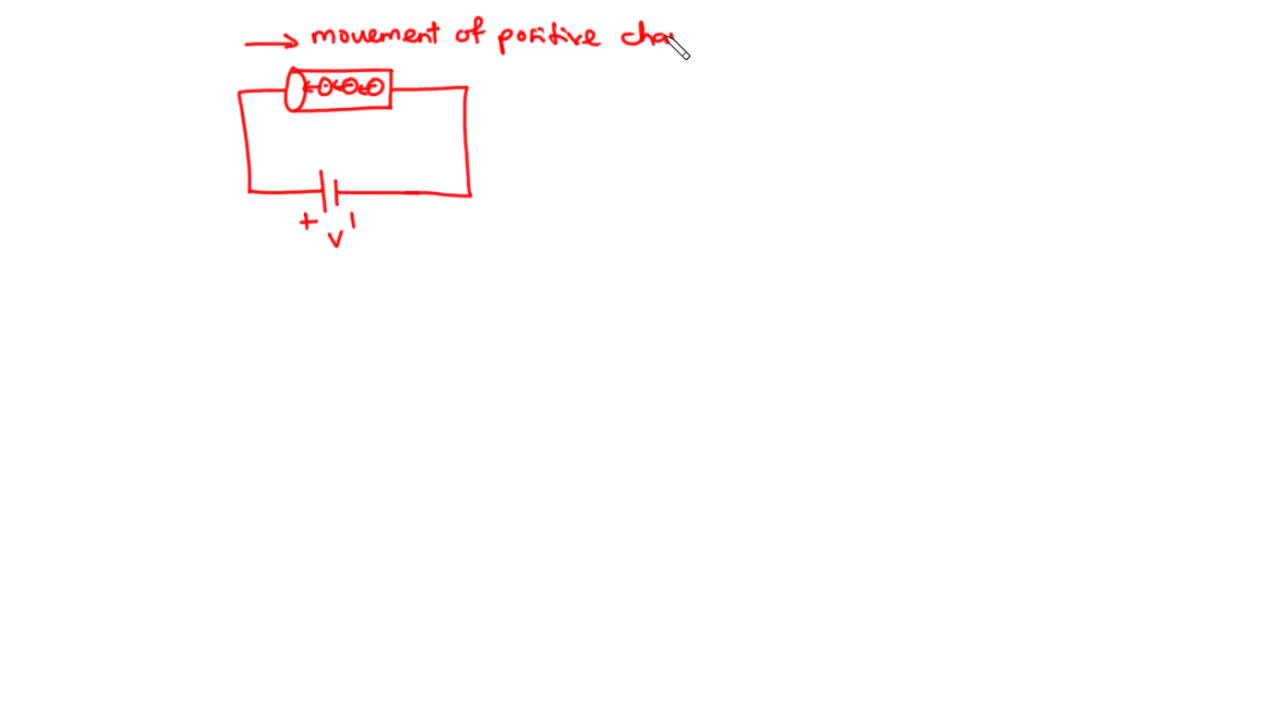 → movement of positive cha
+ -
V